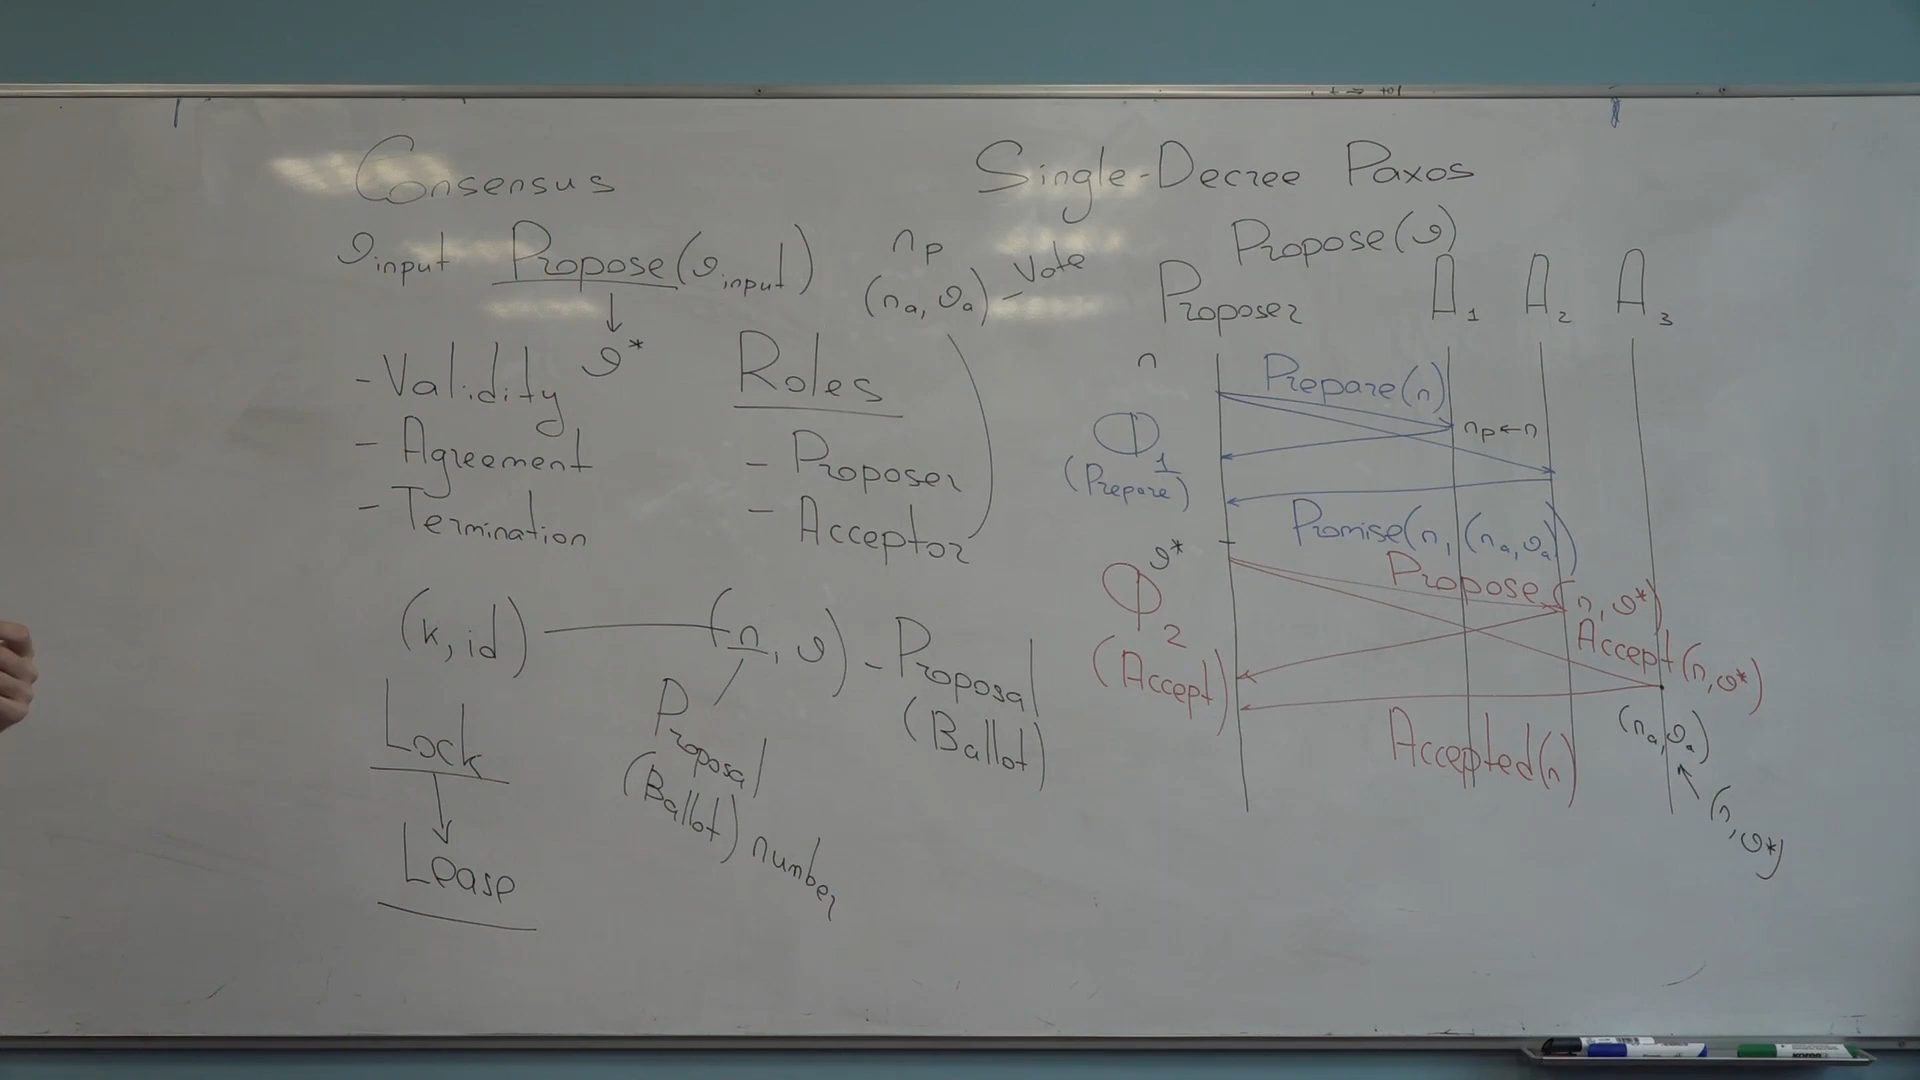 Consensus
𝜗input Propose(𝜗input)
↓
𝜗*
- Validity
- Agreement
- Termination
np
(na, 𝜗a) - Vote
Roles
- Proposer
- Acceptor
(k, id) — (n, 𝜗) - Proposal
(Ballot)
Proposal
(Ballot) number
Lock
↓
Lease
Single-Decree Paxos
Propose(𝜗)
Proposer A1 A2 A3
n
Prepare(n)
np ← n
Φ1
(Prepare)
Promise(n, (na, 𝜗a))
𝜗*
Propose(n, 𝜗*)
Φ2
(Accept)
Accept(n, 𝜗*)
Accepted(n)
(na, 𝜗a)
(n, 𝜗*)